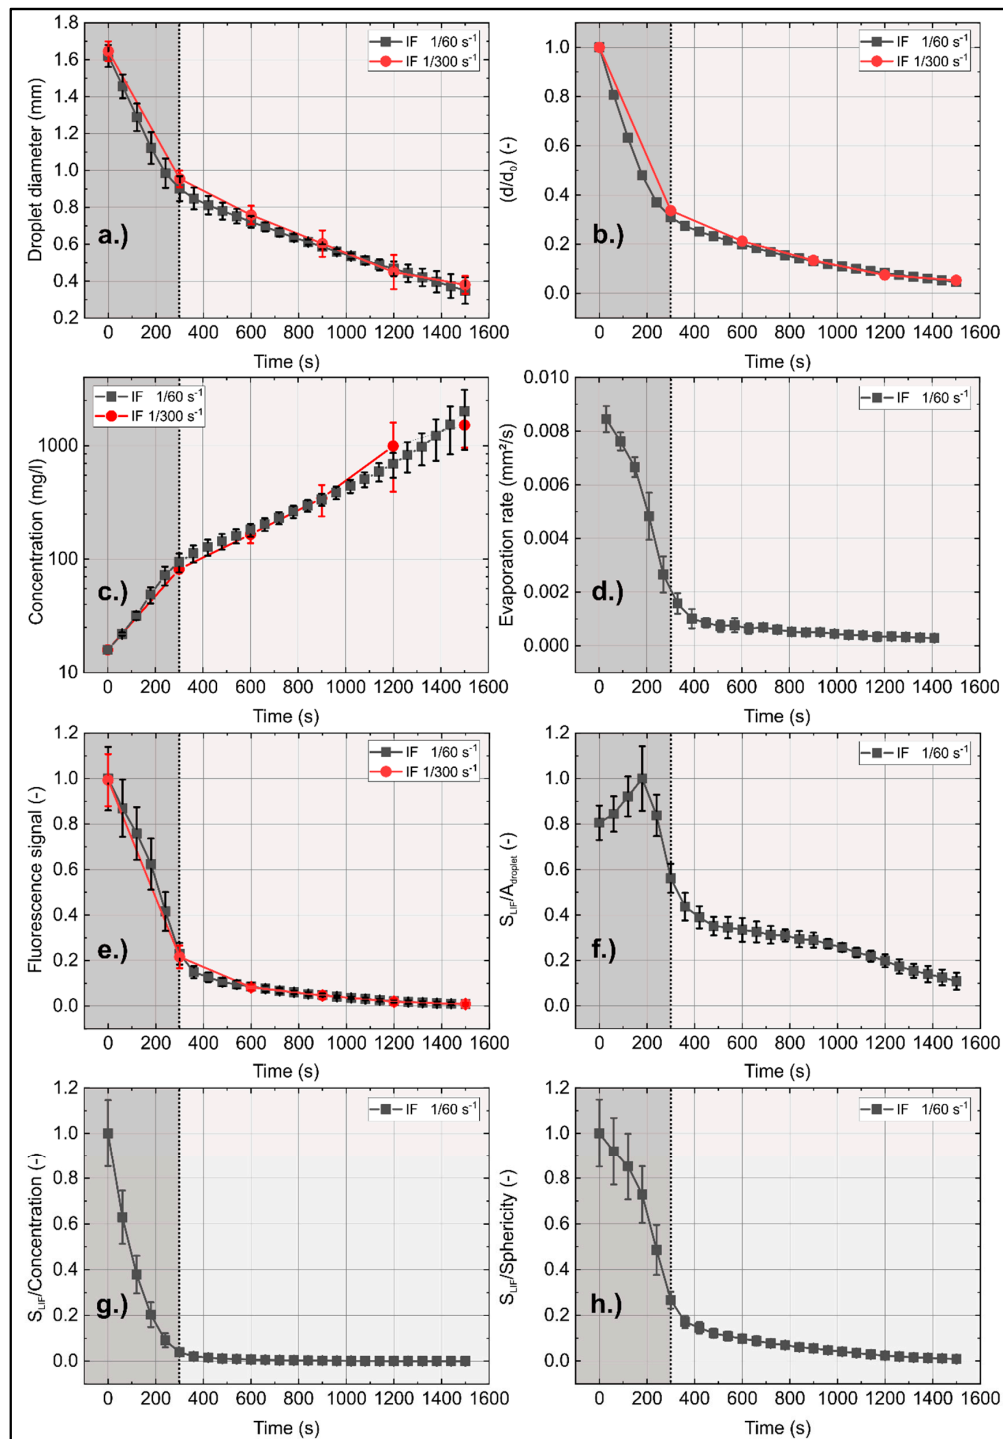 IF 1/60 s⁻¹
IF 1/300 s⁻¹
Droplet diameter (mm)
1.8
1.6
1.4
1.2
1.0
0.8
0.6
0.4
0.2
a.)
0 200 400 600 800 1000 1200 1400 1600
Time (s)
IF 1/60 s⁻¹
IF 1/300 s⁻¹
(d/d₀) (-)
1.0
0.8
0.6
0.4
0.2
0.0
b.)
0 200 400 600 800 1000 1200 1400 1600
Time (s)
IF 1/60 s⁻¹
IF 1/300 s⁻¹
Concentration (mg/l)
1000
100
10
c.)
0 200 400 600 800 1000 1200 1400 1600
Time (s)
IF 1/60 s⁻¹
Evaporation rate (mm²/s)
0.010
0.008
0.006
0.004
0.002
0.000
d.)
0 200 400 600 800 1000 1200 1400 1600
Time (s)
IF 1/60 s⁻¹
IF 1/300 s⁻¹
Fluorescence signal (-)
1.2
1.0
0.8
0.6
0.4
0.2
0.0
e.)
0 200 400 600 800 1000 1200 1400 1600
Time (s)
IF 1/60 s⁻¹
S_LIF/A_droplet (-)
1.2
1.0
0.8
0.6
0.4
0.2
0.0
f.)
0 200 400 600 800 1000 1200 1400 1600
Time (s)
IF 1/60 s⁻¹
S_LIF/Concentration (-)
1.2
1.0
0.8
0.6
0.4
0.2
0.0
g.)
0 200 400 600 800 1000 1200 1400 1600
Time (s)
IF 1/60 s⁻¹
S_LIF/Sphericity (-)
1.2
1.0
0.8
0.6
0.4
0.2
0.0
h.)
0 200 400 600 800 1000 1200 1400 1600
Time (s)